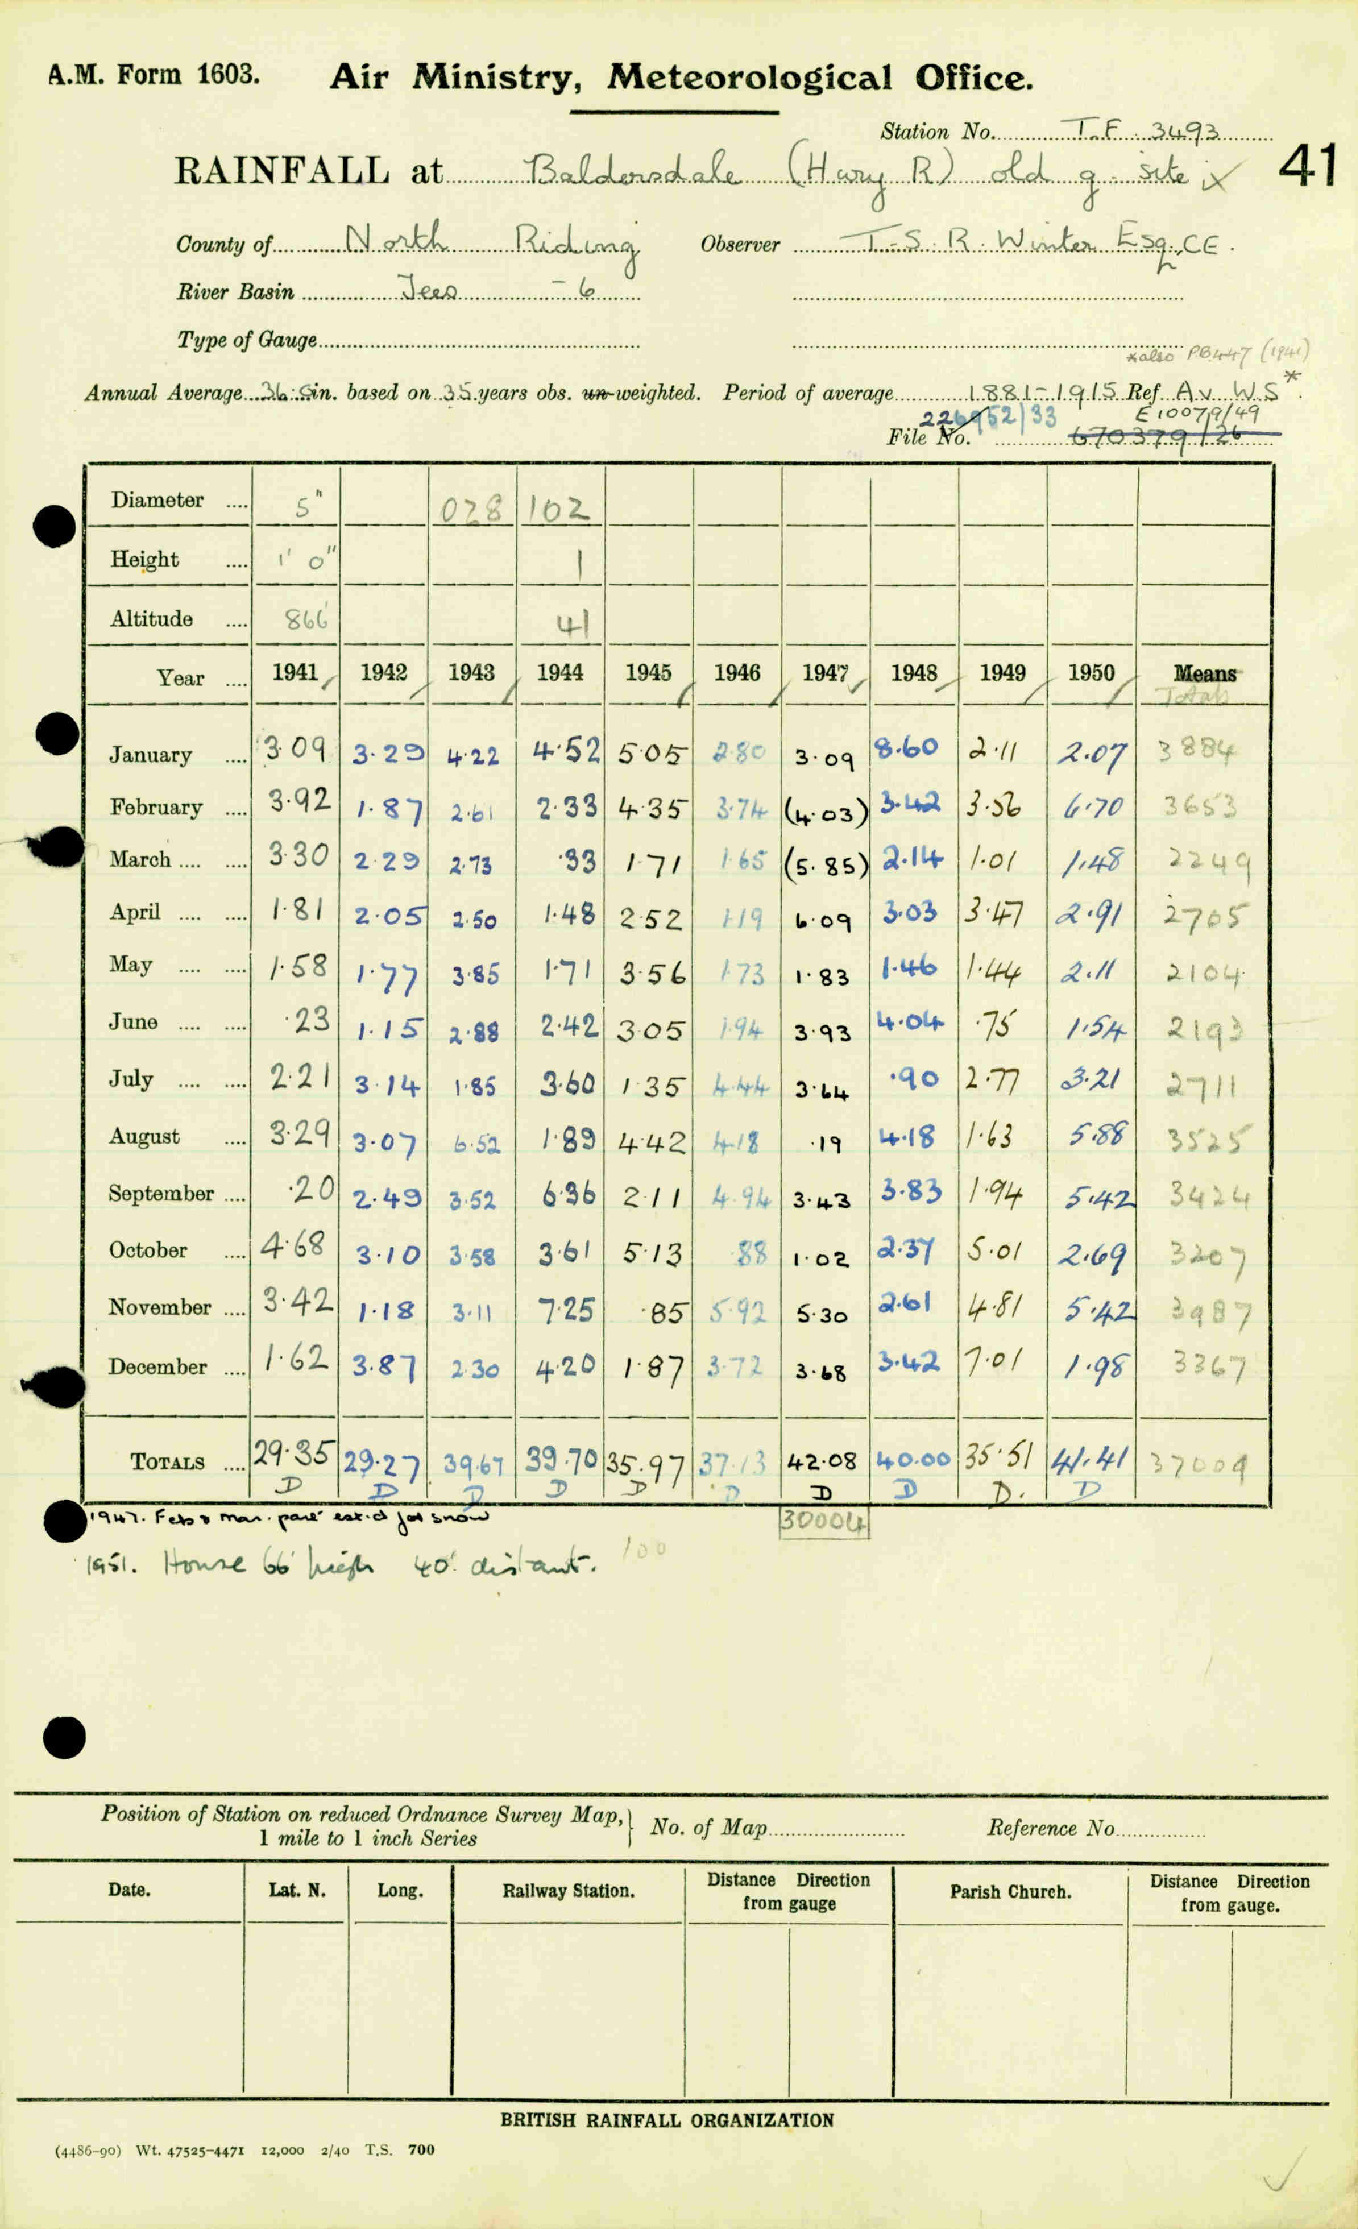 A.M. Form 1603. Air Ministry, Meteorological Office.
Station No. T.F. 3493
RAINFALL at Baldersdale (Hury R) old g. site ix 41
County of North Riding Observer T.S.R. Winter Esq. CE.
River Basin Tees - 6
Type of Gauge
*also PB447 (1941)
Annual Average 36.6 in. based on 35 years obs. un-weighted. Period of average 1881-1915 Ref. Av. W.S*
226952/33 E10079/49
File No. 670379/26
Diameter .... 5" 028 102
Height .... 1' 0" 1
Altitude .... 866 41
Year .... 1941 1942 1943 1944 1945 1946 1947 1948 1949 1950 Means
Totals
January .... 3.09 3.29 4.22 4.52 5.05 2.80 3.09 8.60 2.11 2.07 3884
February .... 3.92 1.87 2.61 2.33 4.35 3.74 (4.03) 3.42 3.56 6.70 3653
March .... .... 3.30 2.29 2.73 .33 1.71 1.65 (5.85) 2.14 1.01 1.48 2249
April .... .... 1.81 2.05 2.50 1.48 2.52 1.19 6.09 3.03 3.47 2.91 2705
May .... .... 1.58 1.77 3.85 1.71 3.56 1.73 1.83 1.46 1.44 2.11 2104
June .... .... .23 1.15 2.88 2.42 3.05 1.94 3.93 4.04 .75 1.54 2193
July .... .... 2.21 3.14 1.85 3.60 1.35 4.44 3.64 .90 2.77 3.21 2711
August .... 3.29 3.07 6.52 1.89 4.42 4.18 .19 4.18 1.63 5.88 3525
September .... .20 2.49 3.52 6.36 2.11 4.94 3.43 3.83 1.94 5.42 3424
October .... 4.68 3.10 3.58 3.61 5.13 .88 1.02 2.37 5.01 2.69 3207
November .... 3.42 1.18 3.11 7.25 .85 5.92 5.30 2.61 4.81 5.42 3987
December .... 1.62 3.87 2.30 4.20 1.87 3.72 3.68 3.42 7.01 1.98 3367
TOTALS .... 29.35 29.27 39.67 39.70 35.97 37.13 42.08 40.00 35.51 41.41 37009
D D D D D D D D D. D
1947. Feb & Mar. est.d for snow 30004
1951. House 66' high 40' distant. 100
Position of Station on reduced Ordnance Survey Map, } No. of Map Reference No.
1 mile to 1 inch Series
Date. Lat. N. Long. Railway Station. Distance Direction from gauge Parish Church. Distance Direction from gauge.
BRITISH RAINFALL ORGANIZATION
(4486-90) Wt. 47525-4471 12,000 2/40 T.S. 700